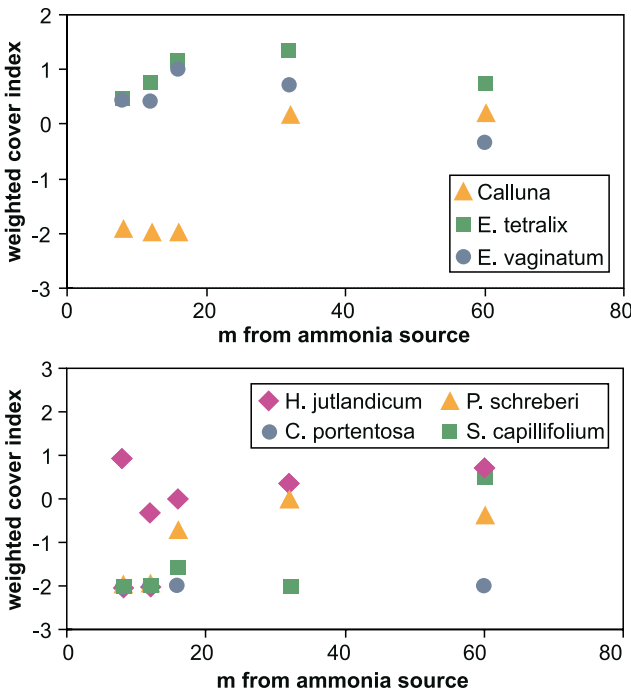 weighted cover index
2
1
0
-1
-2
-3
Calluna
E. tetralix
E. vaginatum
0
20
40
60
80
m from ammonia source
weighted cover index
3
2
1
0
-1
-2
-3
H. jutlandicum
P. schreberi
C. portentosa
S. capillifolium
0
20
40
60
80
m from ammonia source